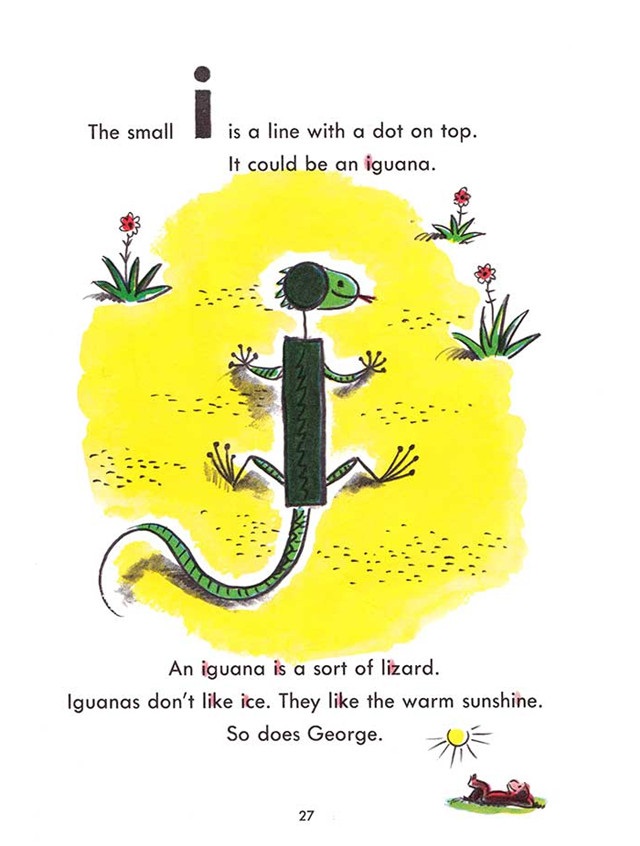 The small i is a line with a dot on top.
It could be an iguana.
An iguana is a sort of lizard.
Iguanas don't like ice. They like the warm sunshine.
So does George.
27